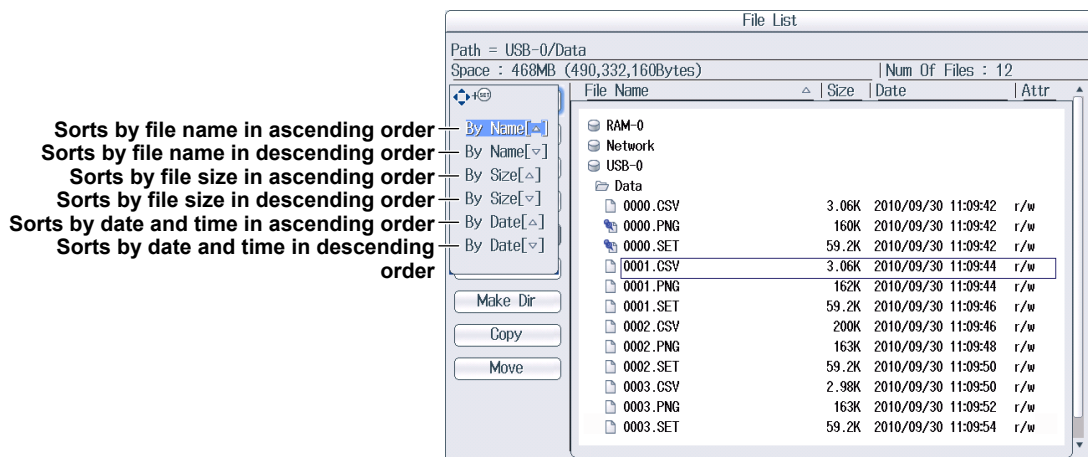 File List
Path = USB-0/Data
Space : 468MB (490,332,160Bytes) Num Of Files : 12
File Name △ Size Date Attr
+SET
Sorts by file name in ascending order By Name[△]
Sorts by file name in descending order By Name[▽]
Sorts by file size in ascending order By Size[△]
Sorts by file size in descending order By Size[▽]
Sorts by date and time in ascending order By Date[△]
Sorts by date and time in descending By Date[▽]
order
Make Dir
Copy
Move
RAM-0
Network
USB-0
Data
0000.CSV 3.06K 2010/09/30 11:09:42 r/w
0000.PNG 160K 2010/09/30 11:09:42 r/w
0000.SET 59.2K 2010/09/30 11:09:42 r/w
0001.CSV 3.06K 2010/09/30 11:09:44 r/w
0001.PNG 162K 2010/09/30 11:09:44 r/w
0001.SET 59.2K 2010/09/30 11:09:46 r/w
0002.CSV 200K 2010/09/30 11:09:46 r/w
0002.PNG 163K 2010/09/30 11:09:48 r/w
0002.SET 59.2K 2010/09/30 11:09:50 r/w
0003.CSV 2.98K 2010/09/30 11:09:50 r/w
0003.PNG 163K 2010/09/30 11:09:52 r/w
0003.SET 59.2K 2010/09/30 11:09:54 r/w